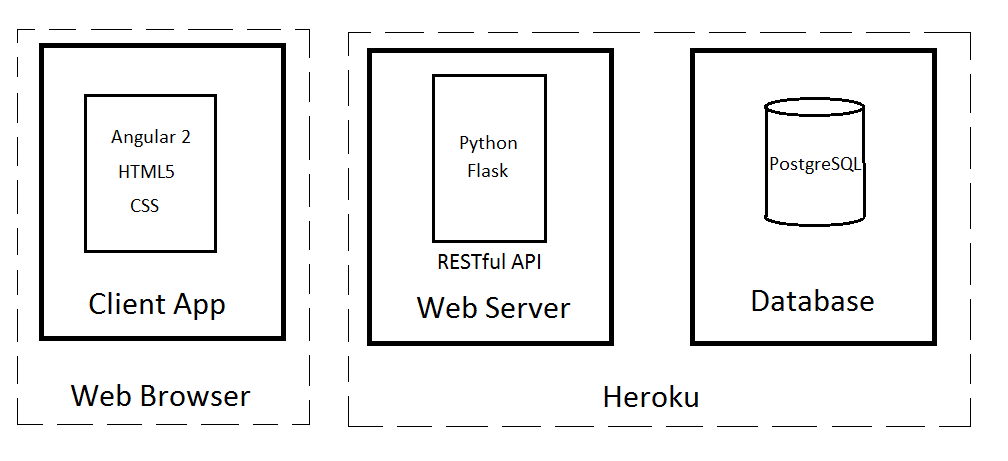 Angular 2
HTML5
CSS
Client App
Web Browser
Python
Flask
RESTful API
Web Server
PostgreSQL
Database
Heroku